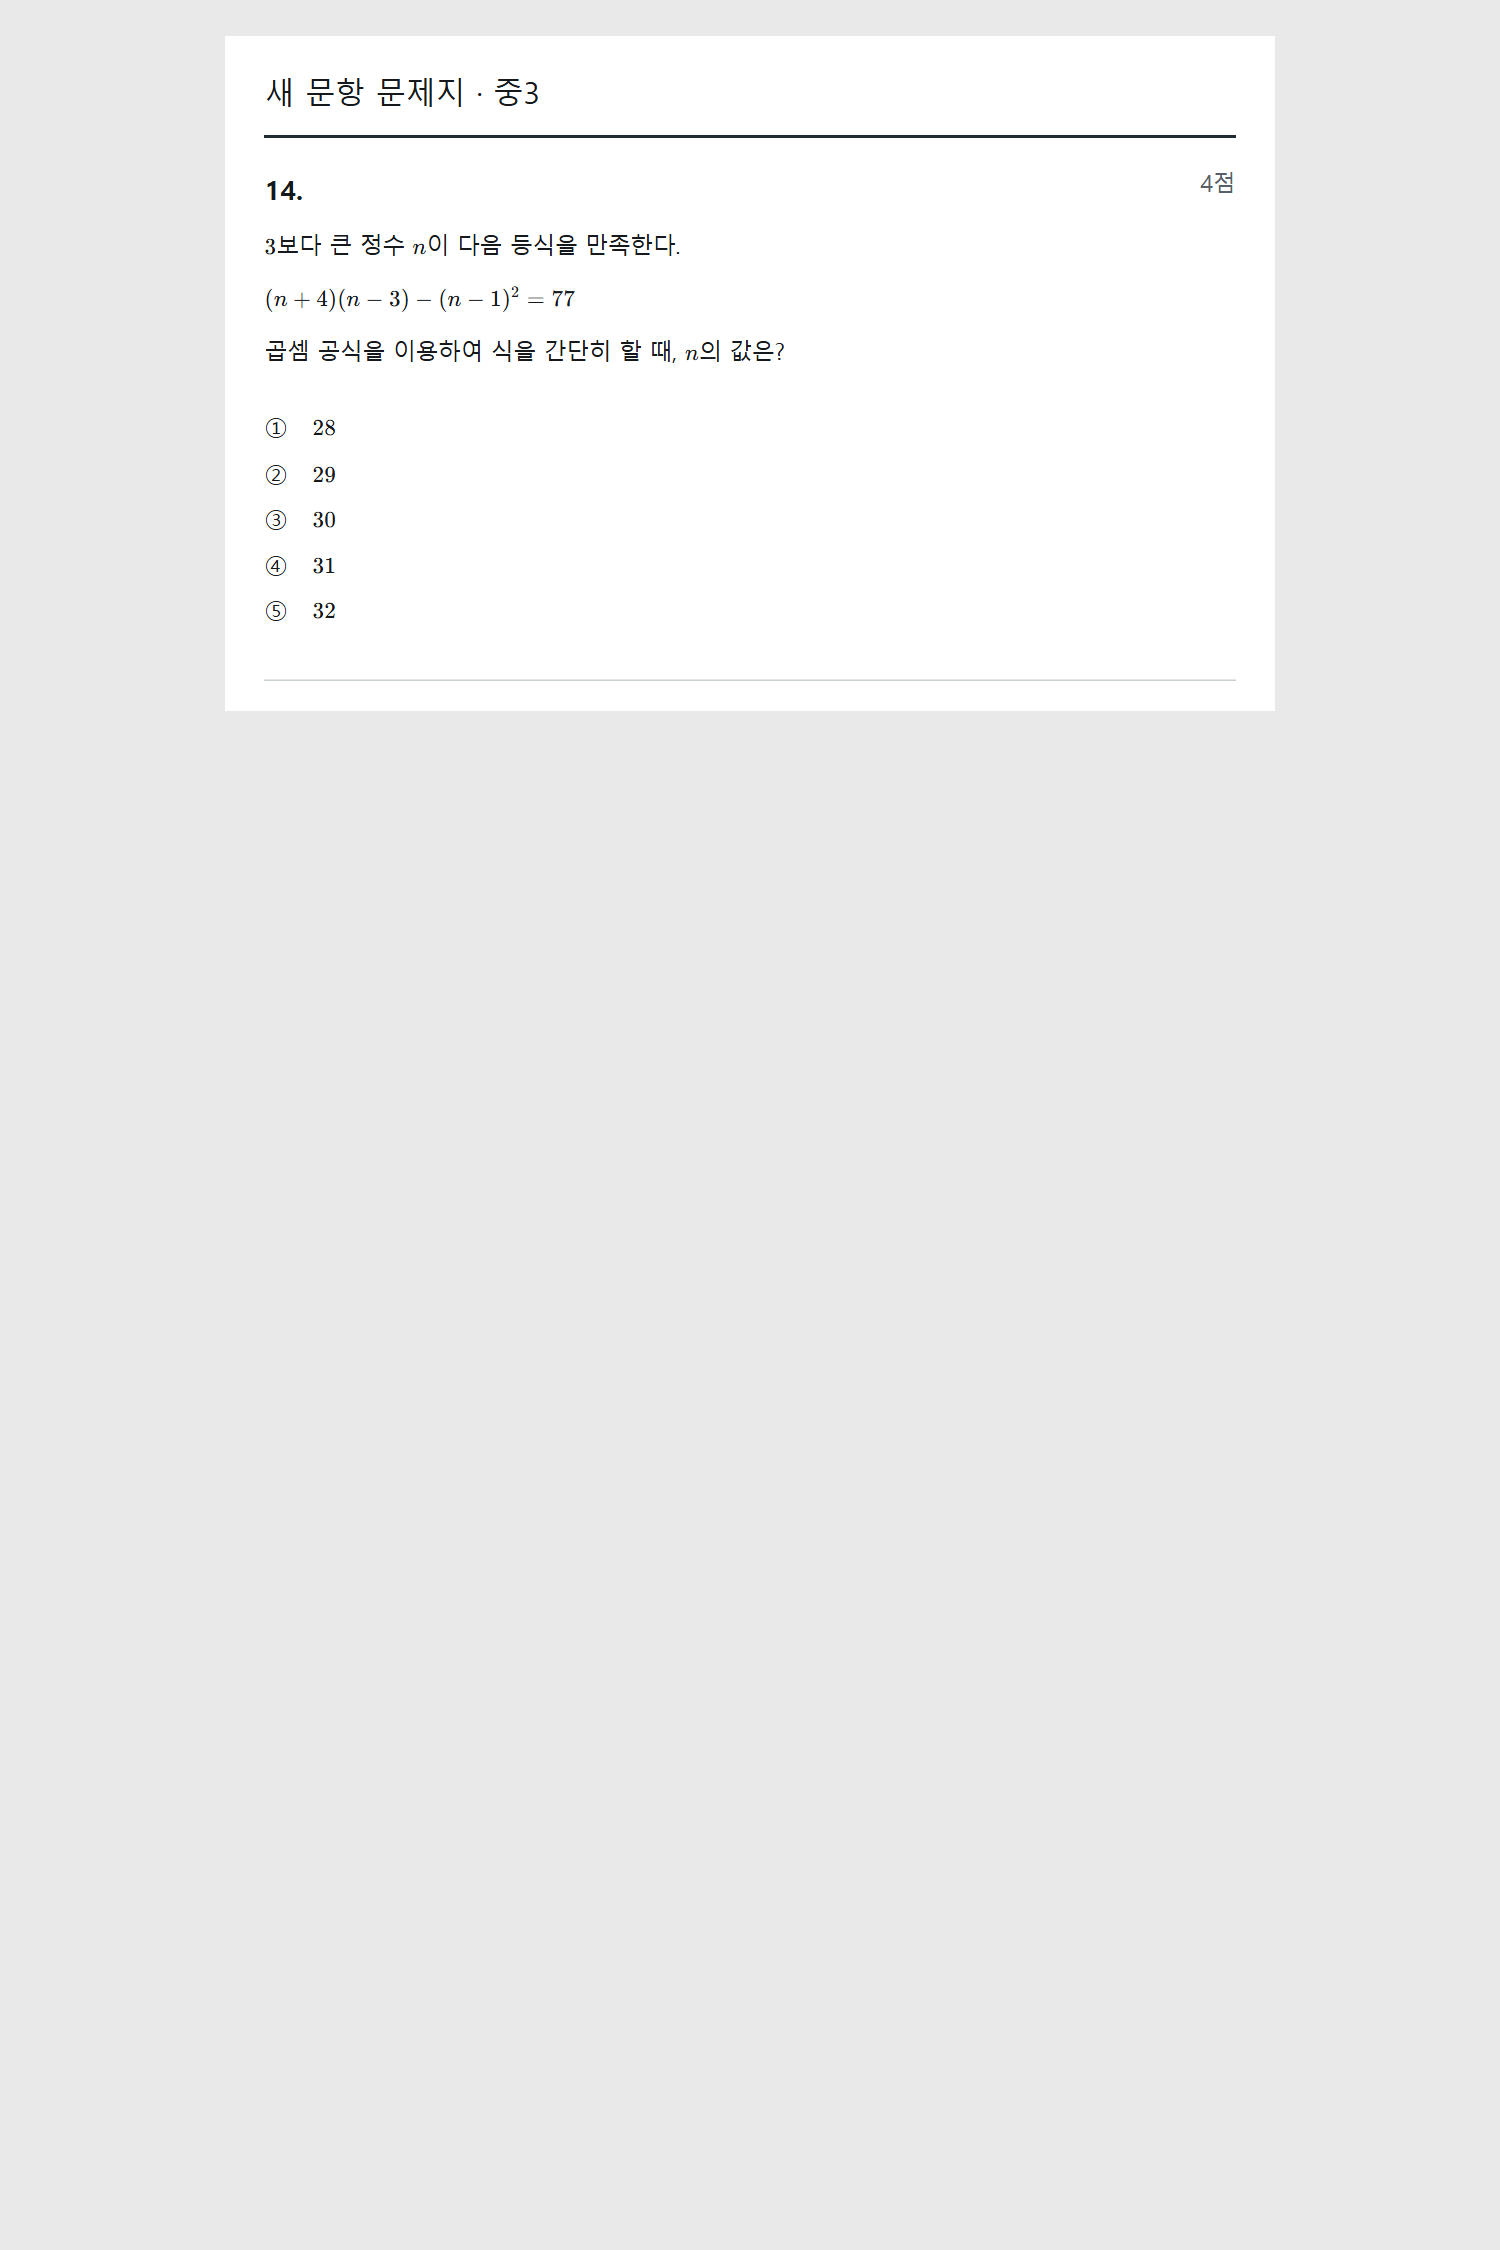 새 문항 문제지 · 중3
14.
4점
3보다 큰 정수 n이 다음 등식을 만족한다.
(n + 4)(n − 3) − (n − 1)² = 77
곱셈 공식을 이용하여 식을 간단히 할 때, n의 값은?
① 28
② 29
③ 30
④ 31
⑤ 32